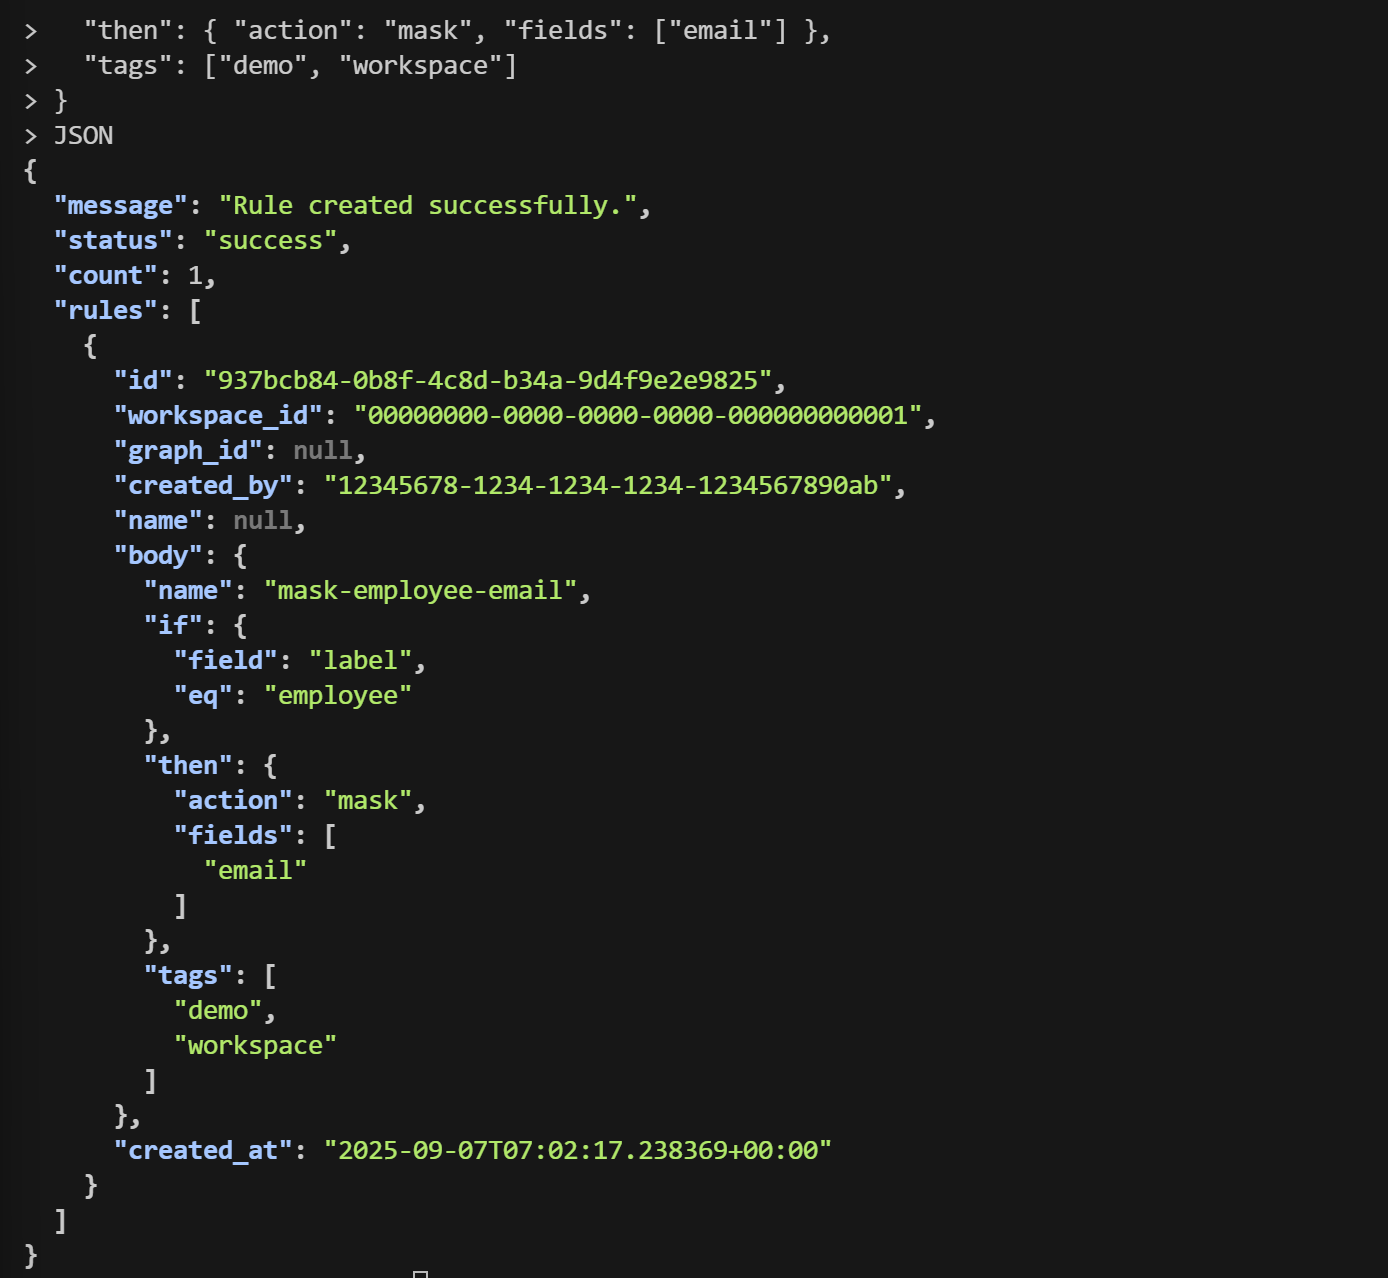 >   "then": { "action": "mask", "fields": ["email"] },
>   "tags": ["demo", "workspace"]
> }
> JSON
{
  "message": "Rule created successfully.",
  "status": "success",
  "count": 1,
  "rules": [
    {
      "id": "937bcb84-0b8f-4c8d-b34a-9d4f9e2e9825",
      "workspace_id": "00000000-0000-0000-0000-000000000001",
      "graph_id": null,
      "created_by": "12345678-1234-1234-1234-1234567890ab",
      "name": null,
      "body": {
        "name": "mask-employee-email",
        "if": {
          "field": "label",
          "eq": "employee"
        },
        "then": {
          "action": "mask",
          "fields": [
            "email"
          ]
        },
        "tags": [
          "demo",
          "workspace"
        ]
      },
      "created_at": "2025-09-07T07:02:17.238369+00:00"
    }
  ]
}